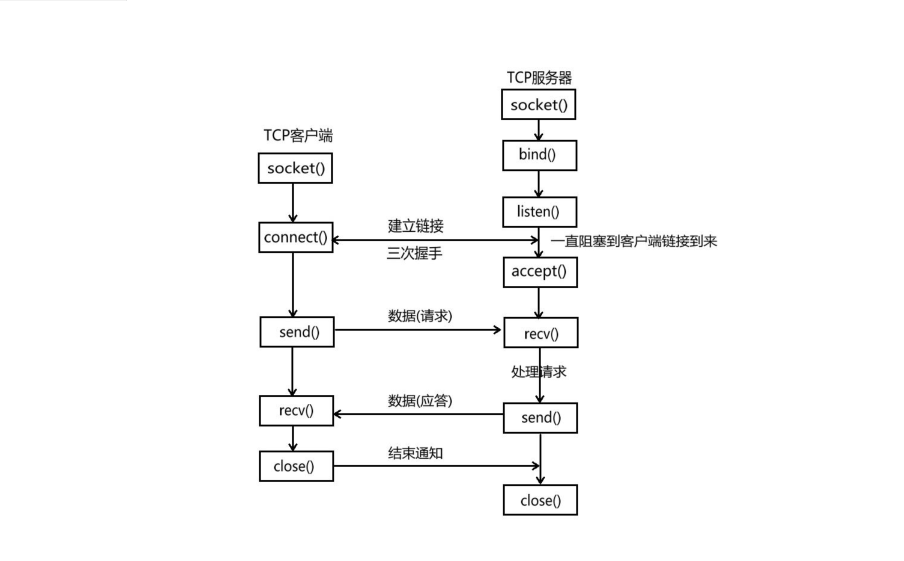 TCP服务器
socket()
TCP客户端
bind()
socket()
listen()
建立链接
connect()
一直阻塞到客户端链接到来
三次握手
accept()
数据(请求)
send()
recv()
处理请求
数据(应答)
recv()
send()
结束通知
close()
close()